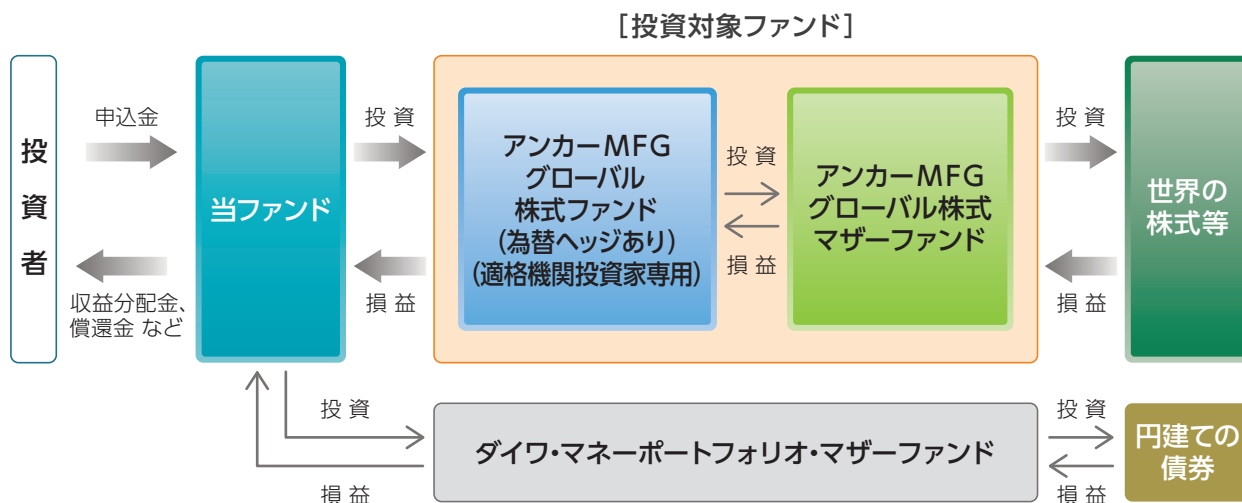 [投資対象ファンド]
投資者
申込金
収益分配金、
償還金 など
当ファンド
投 資
損 益
アンカーMFG
グローバル
株式ファンド
(為替ヘッジあり)
(適格機関投資家専用)
投 資
損 益
アンカーMFG
グローバル株式
マザーファンド
投 資
損 益
世界の
株式等
投 資
損 益
ダイワ・マネーポートフォリオ・マザーファンド
投 資
損 益
円建ての
債券